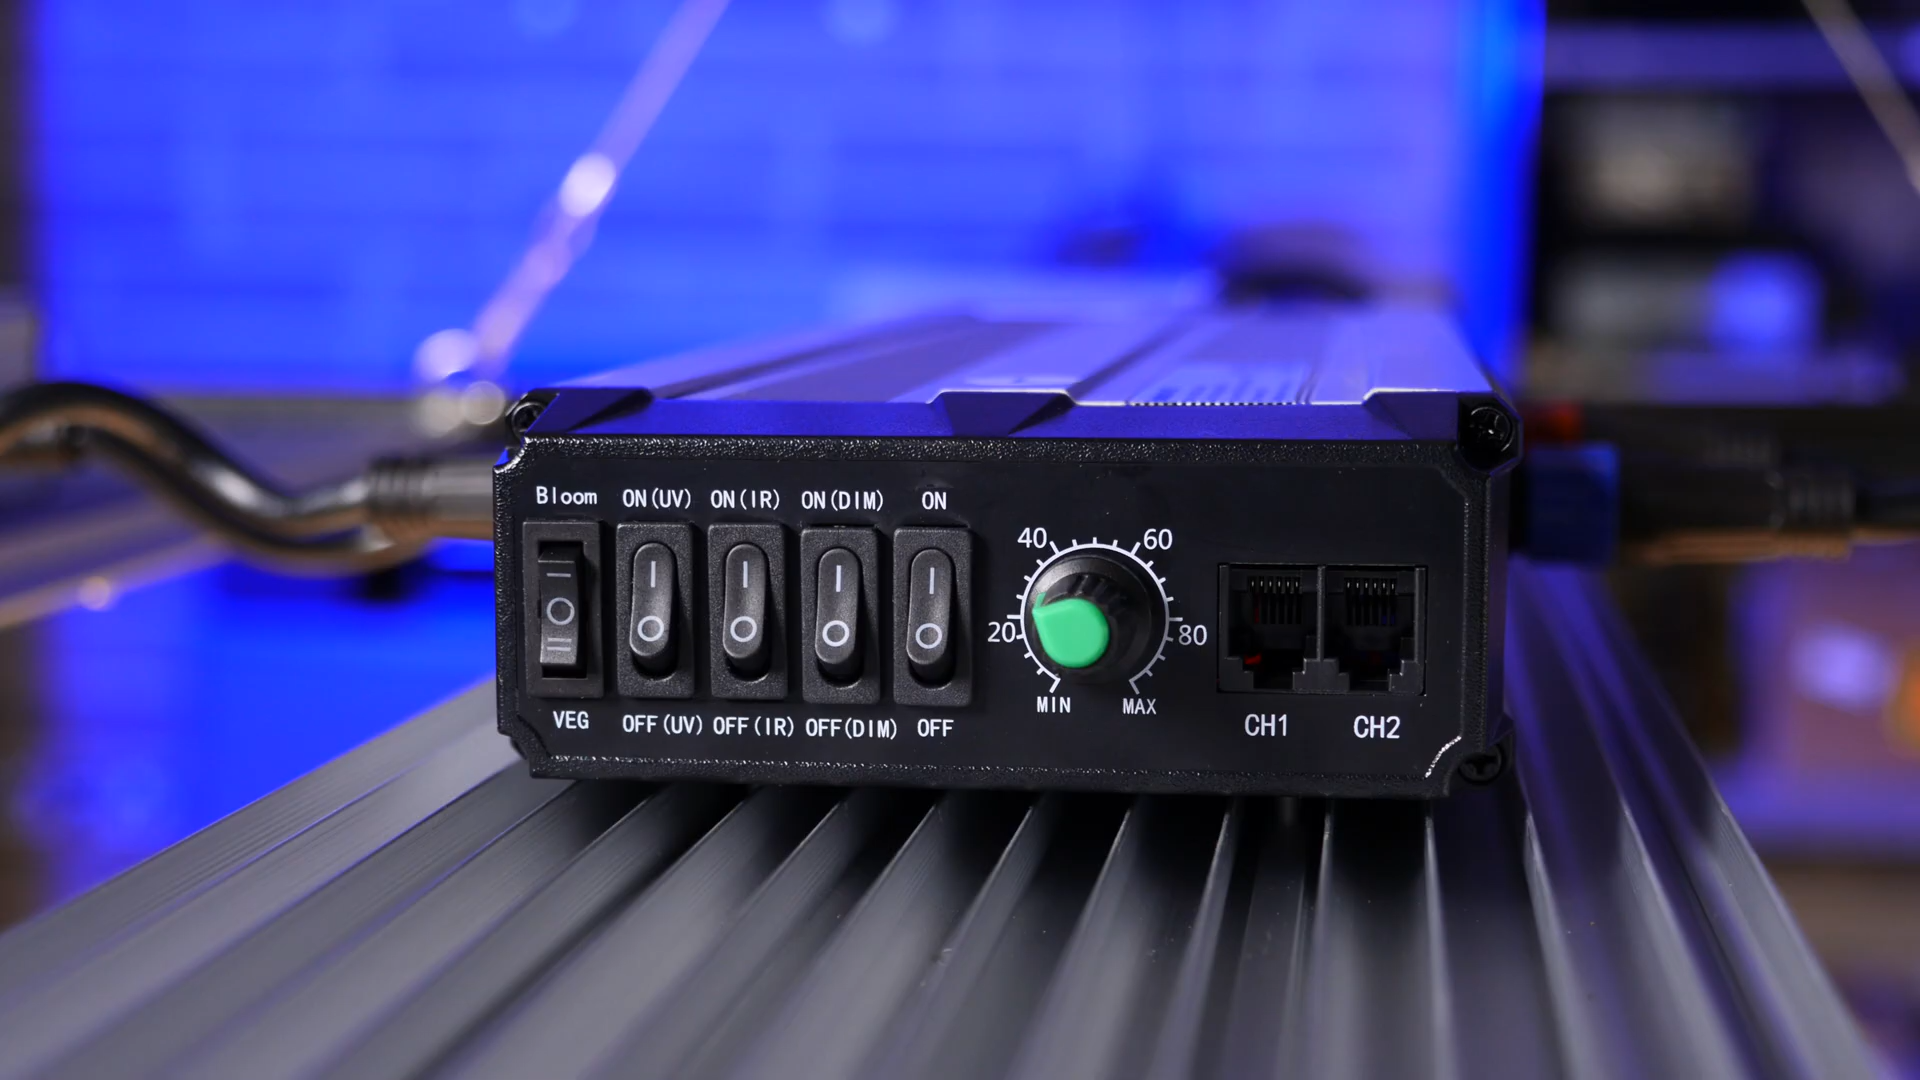 Bloom ON(UV) ON(IR) ON(DIM) ON
40 60
20 80
MIN MAX
VEG OFF(UV) OFF(IR) OFF(DIM) OFF
CH1 CH2